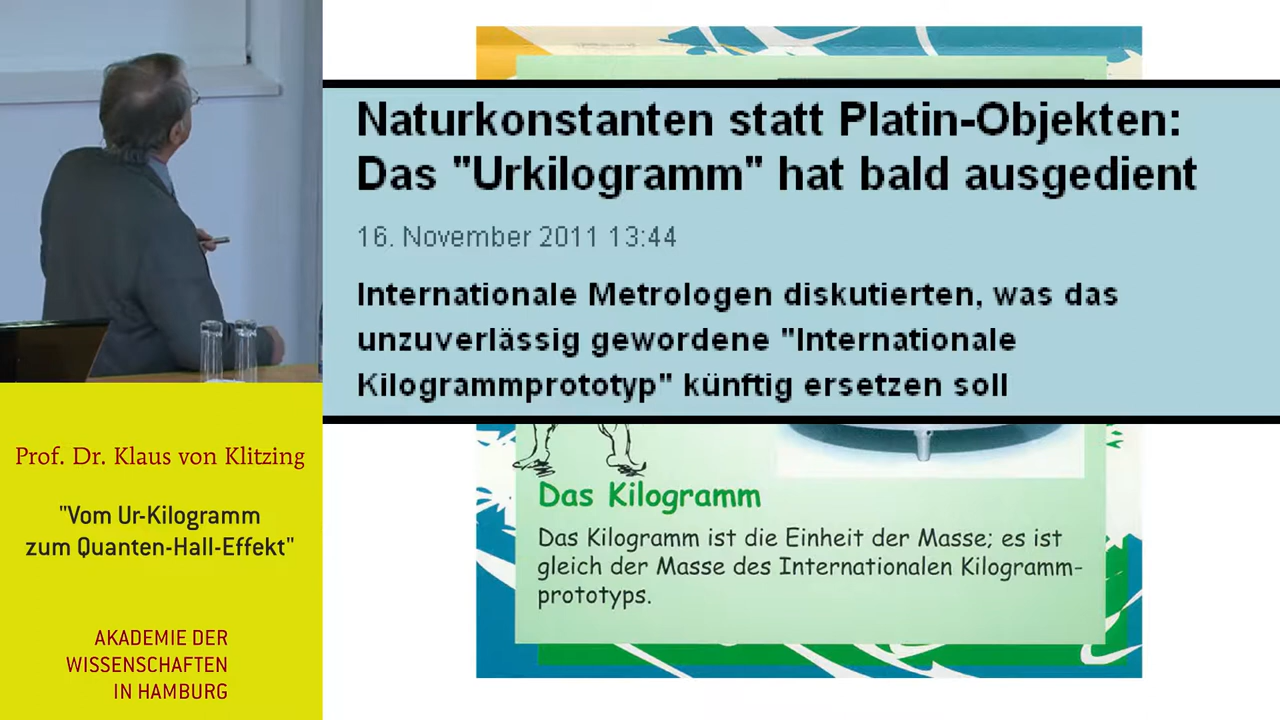 Naturkonstanten statt Platin-Objekten:
Das "Urkilogramm" hat bald ausgedient
16. November 2011 13:44
Internationale Metrologen diskutierten, was das
unzuverlässig gewordene "Internationale
Kilogrammprototyp" künftig ersetzen soll
Das Kilogramm
Das Kilogramm ist die Einheit der Masse; es ist
gleich der Masse des Internationalen Kilogramm-
prototyps.
Prof. Dr. Klaus von Klitzing
"Vom Ur-Kilogramm
zum Quanten-Hall-Effekt"
AKADEMIE DER
WISSENSCHAFTEN
IN HAMBURG